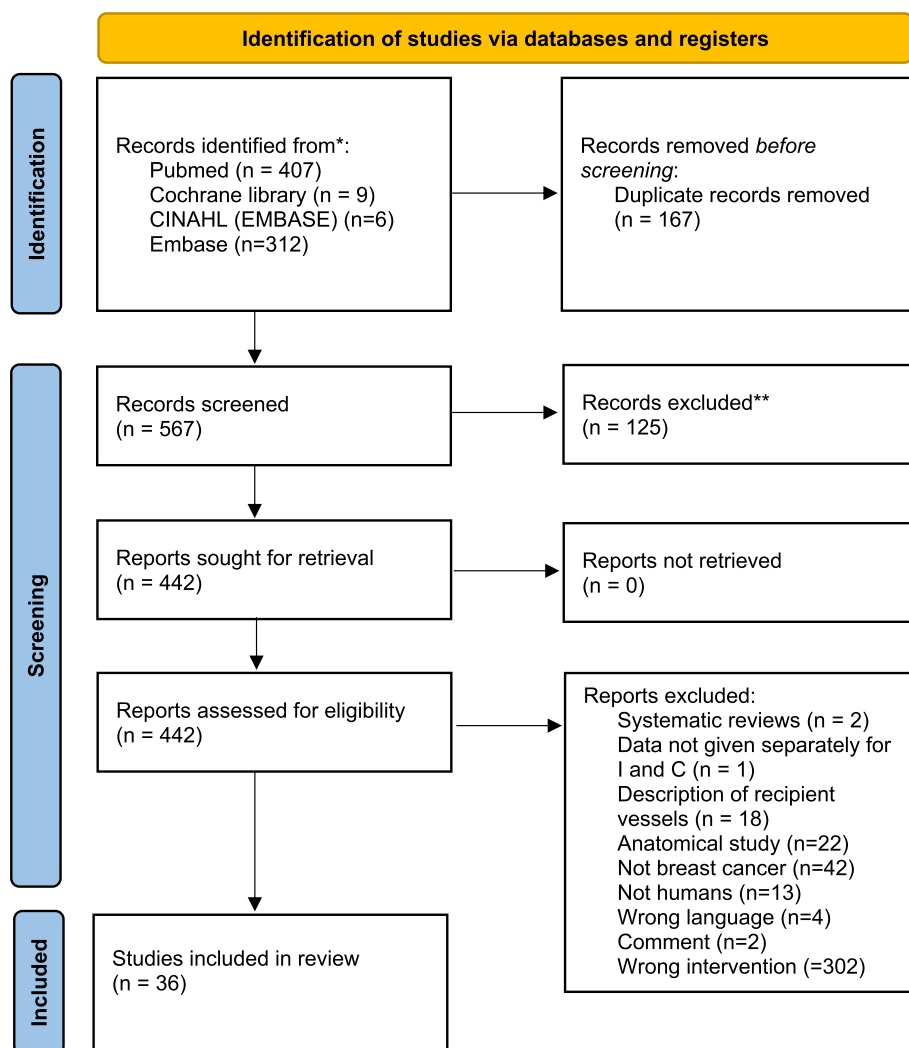 Identification of studies via databases and registers
Identification
Records identified from*:
Pubmed (n = 407)
Cochrane library (n = 9)
CINAHL (EMBASE) (n=6)
Embase (n=312)
Records removed before
screening:
Duplicate records removed
(n = 167)
Screening
Records screened
(n = 567)
Records excluded**
(n = 125)
Reports sought for retrieval
(n = 442)
Reports not retrieved
(n = 0)
Reports assessed for eligibility
(n = 442)
Reports excluded:
Systematic reviews (n = 2)
Data not given separately for
I and C (n = 1)
Description of recipient
vessels (n = 18)
Anatomical study (n=22)
Not breast cancer (n=42)
Not humans (n=13)
Wrong language (n=4)
Comment (n=2)
Wrong intervention (=302)
Included
Studies included in review
(n = 36)